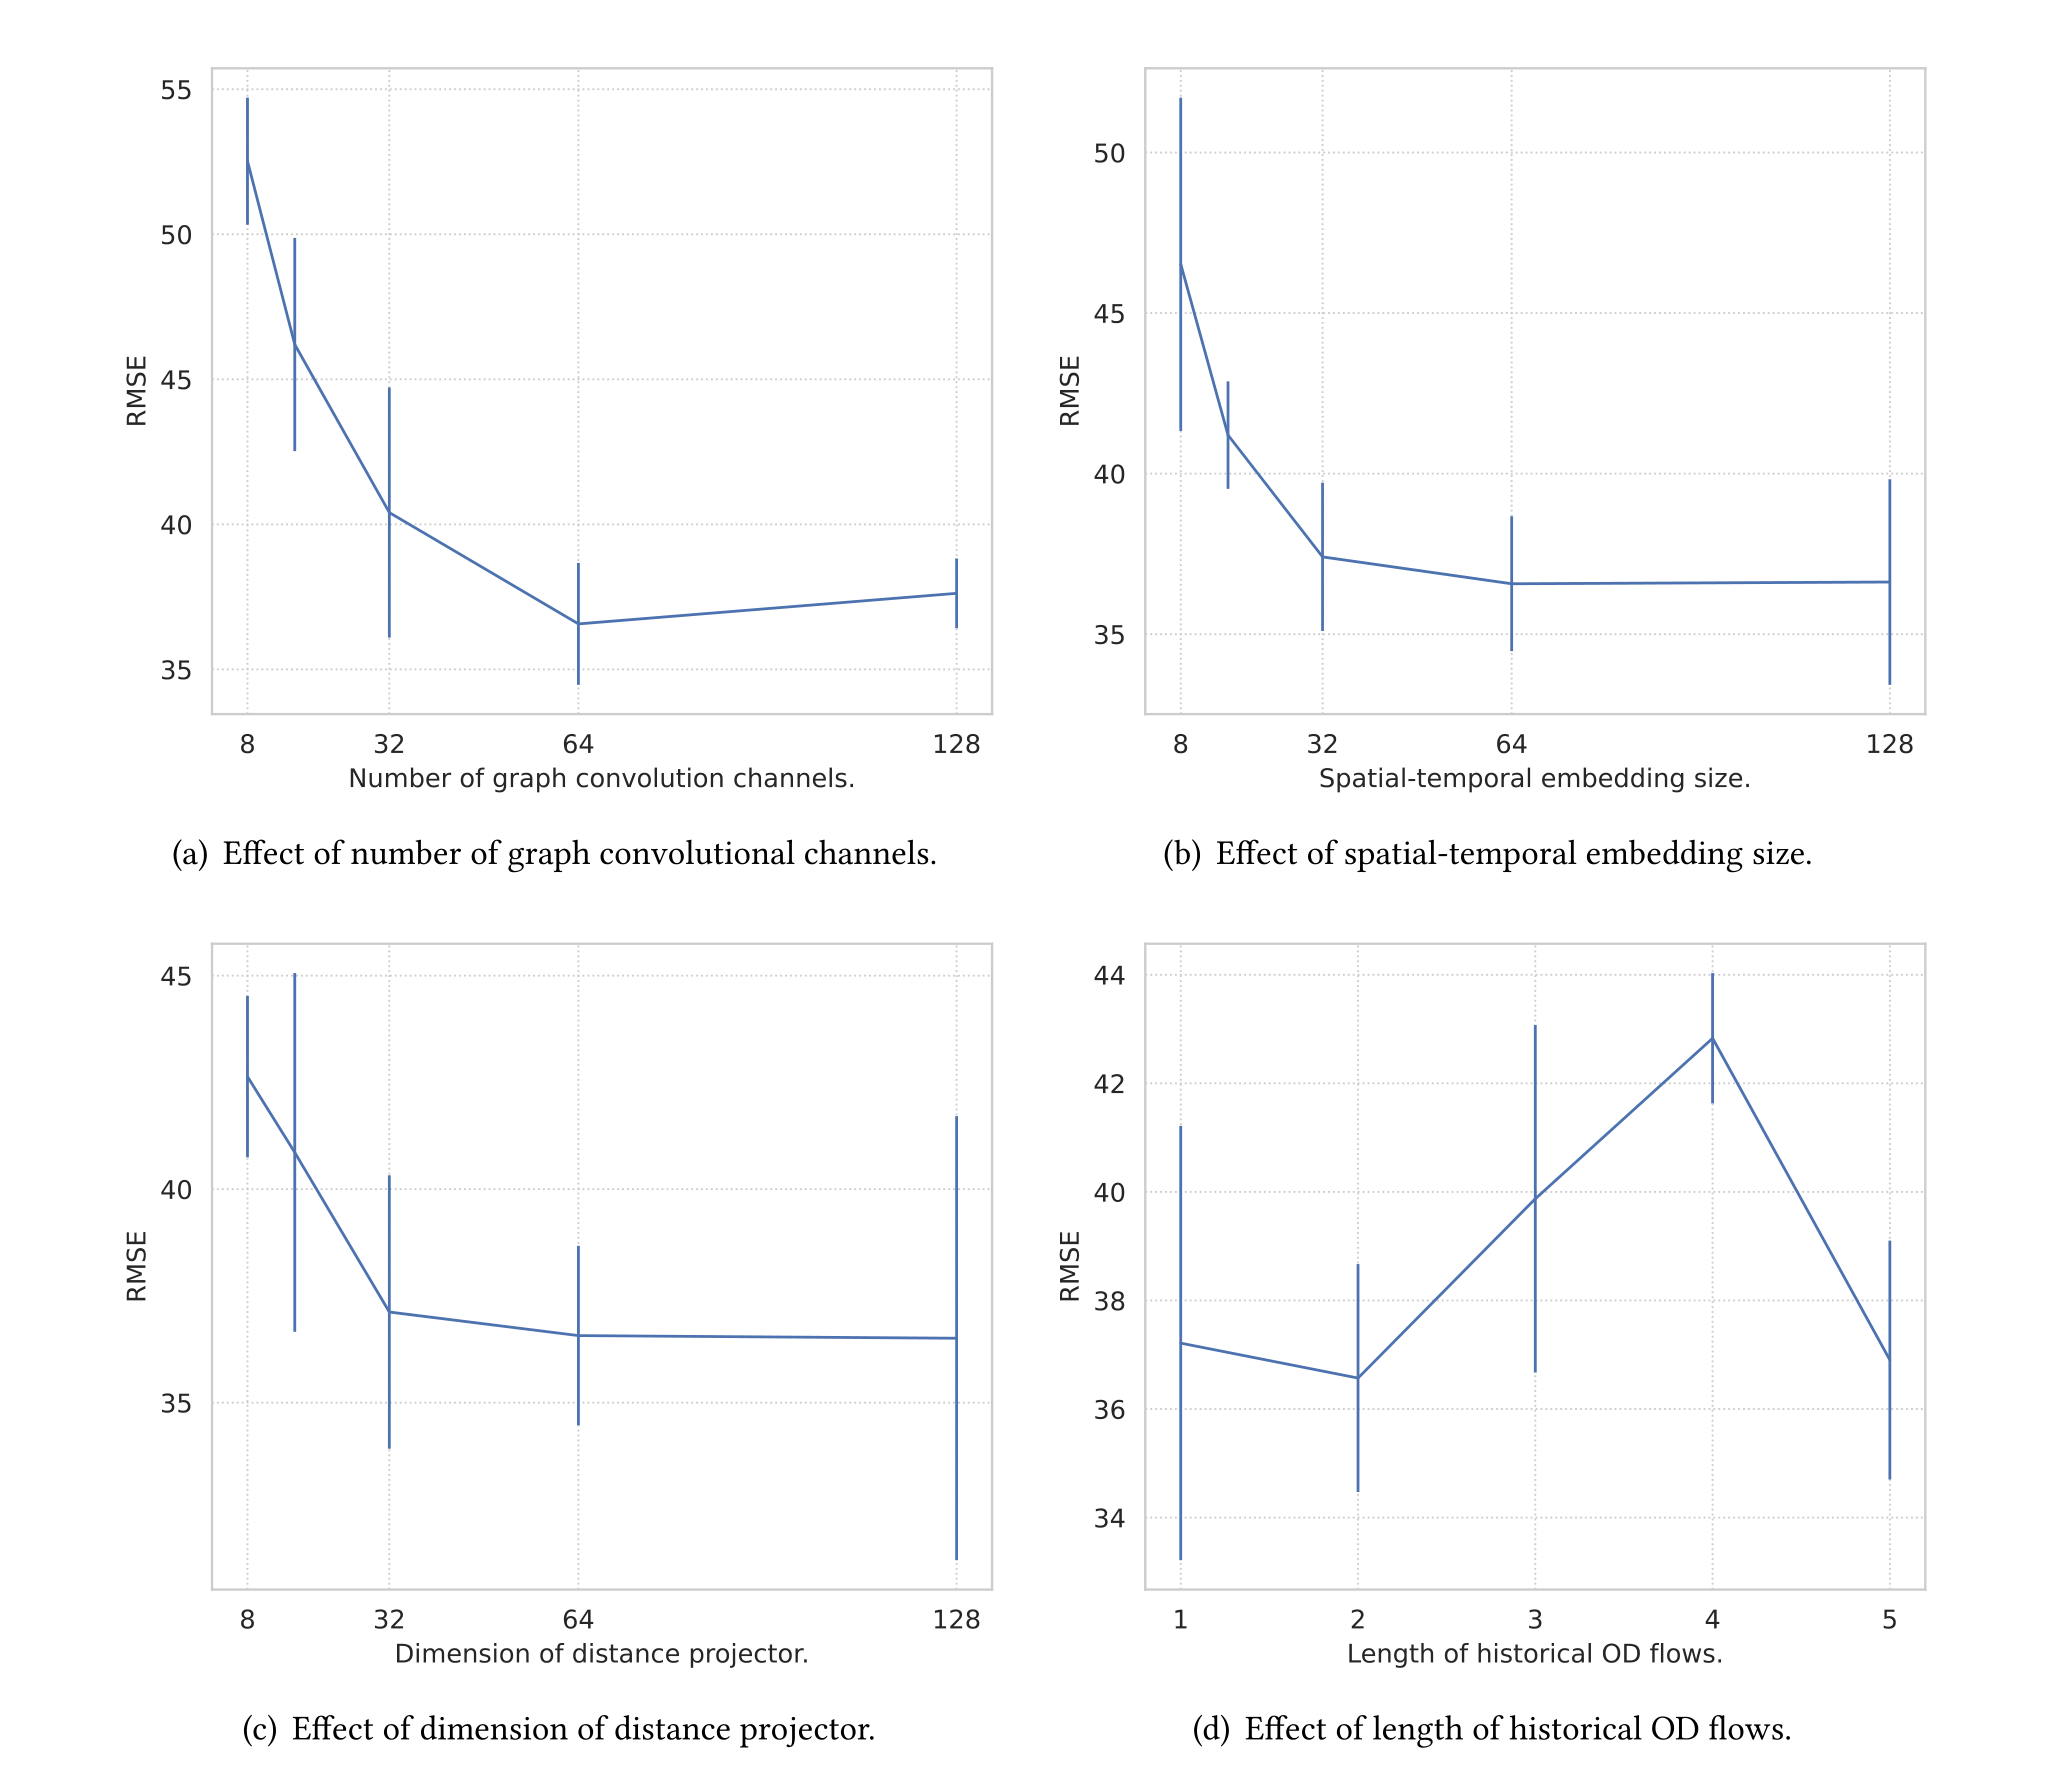 55
50
45
40
35
RMSE
8 32 64 128
Number of graph convolution channels.
(a) Effect of number of graph convolutional channels.
50
45
40
35
RMSE
8 32 64 128
Spatial-temporal embedding size.
(b) Effect of spatial-temporal embedding size.
45
40
35
RMSE
8 32 64 128
Dimension of distance projector.
(c) Effect of dimension of distance projector.
44
42
40
38
36
34
RMSE
1 2 3 4 5
Length of historical OD flows.
(d) Effect of length of historical OD flows.